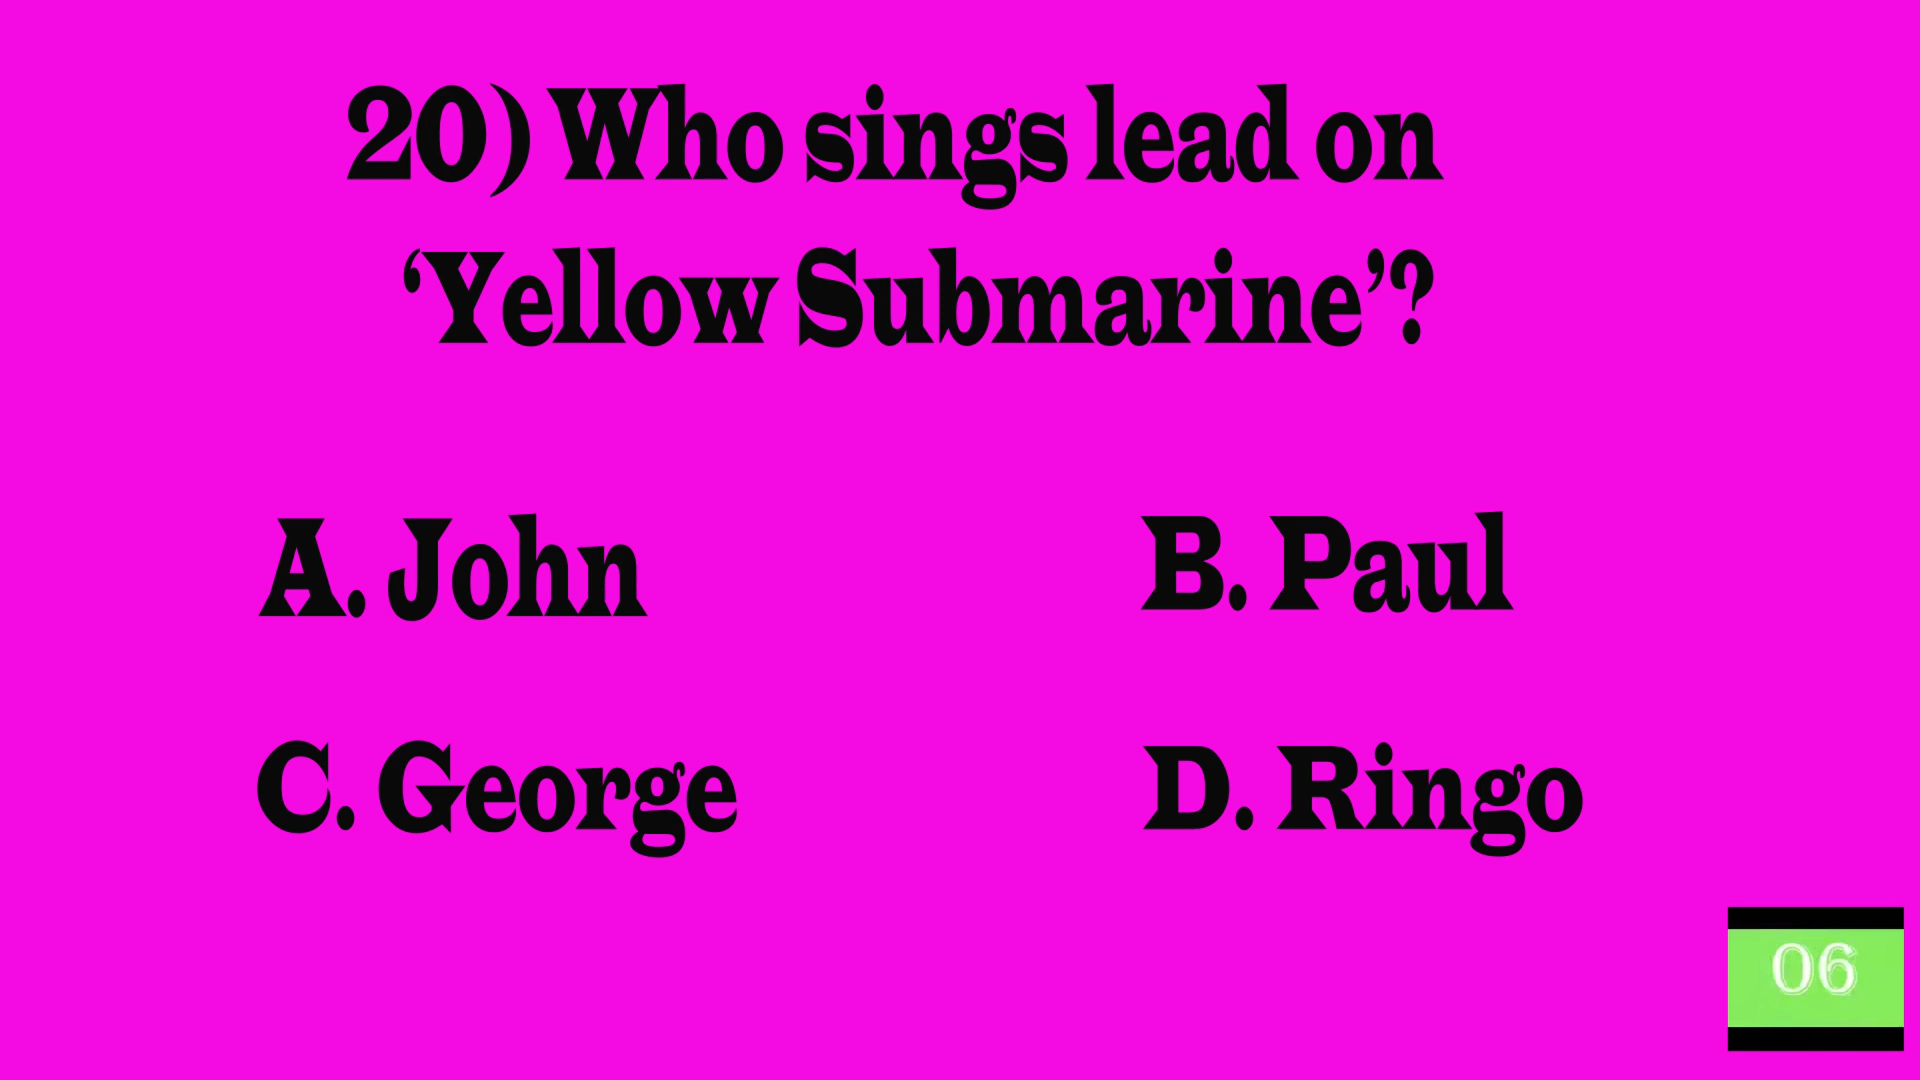 20) Who sings lead on
‘Yellow Submarine’?
A. John
B. Paul
C. George
D. Ringo
06